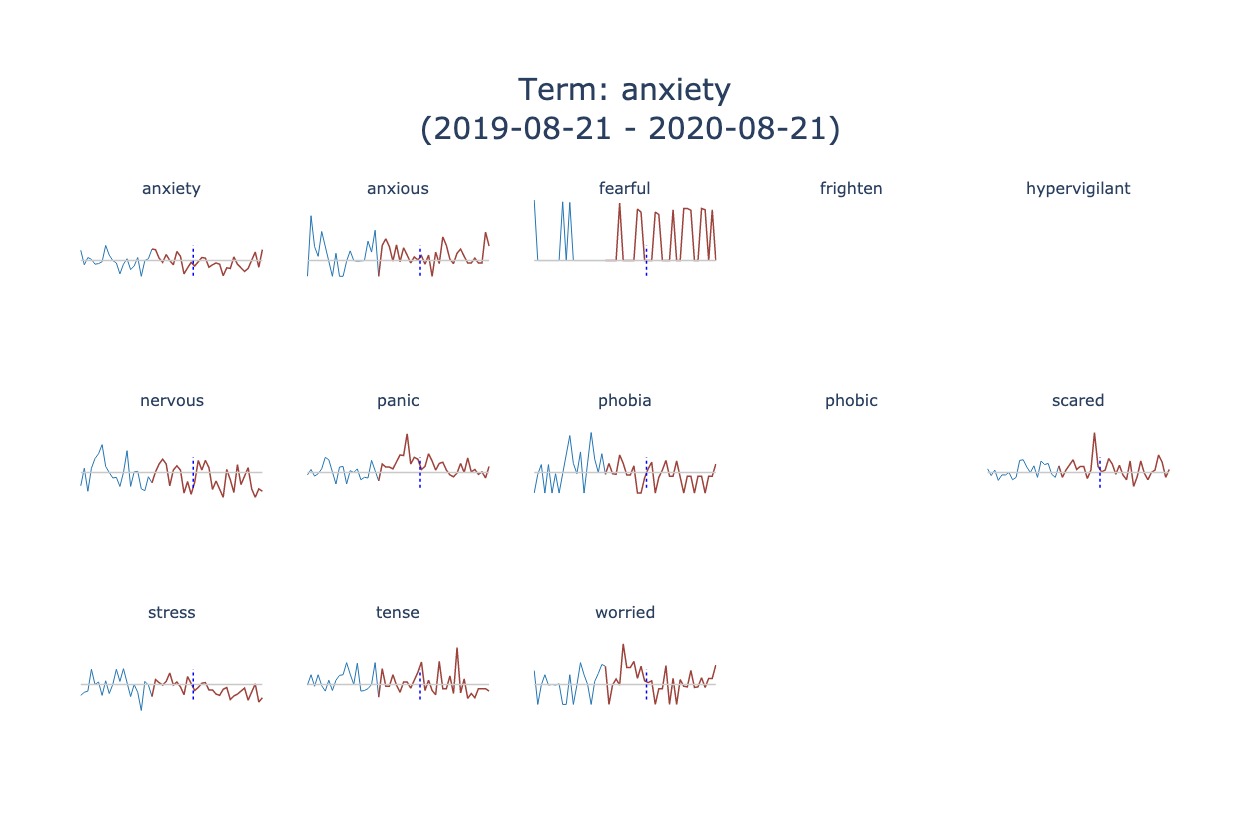 Term: anxiety
(2019-08-21 - 2020-08-21)
anxiety
anxious
fearful
frighten
hypervigilant
nervous
panic
phobia
phobic
scared
stress
tense
worried